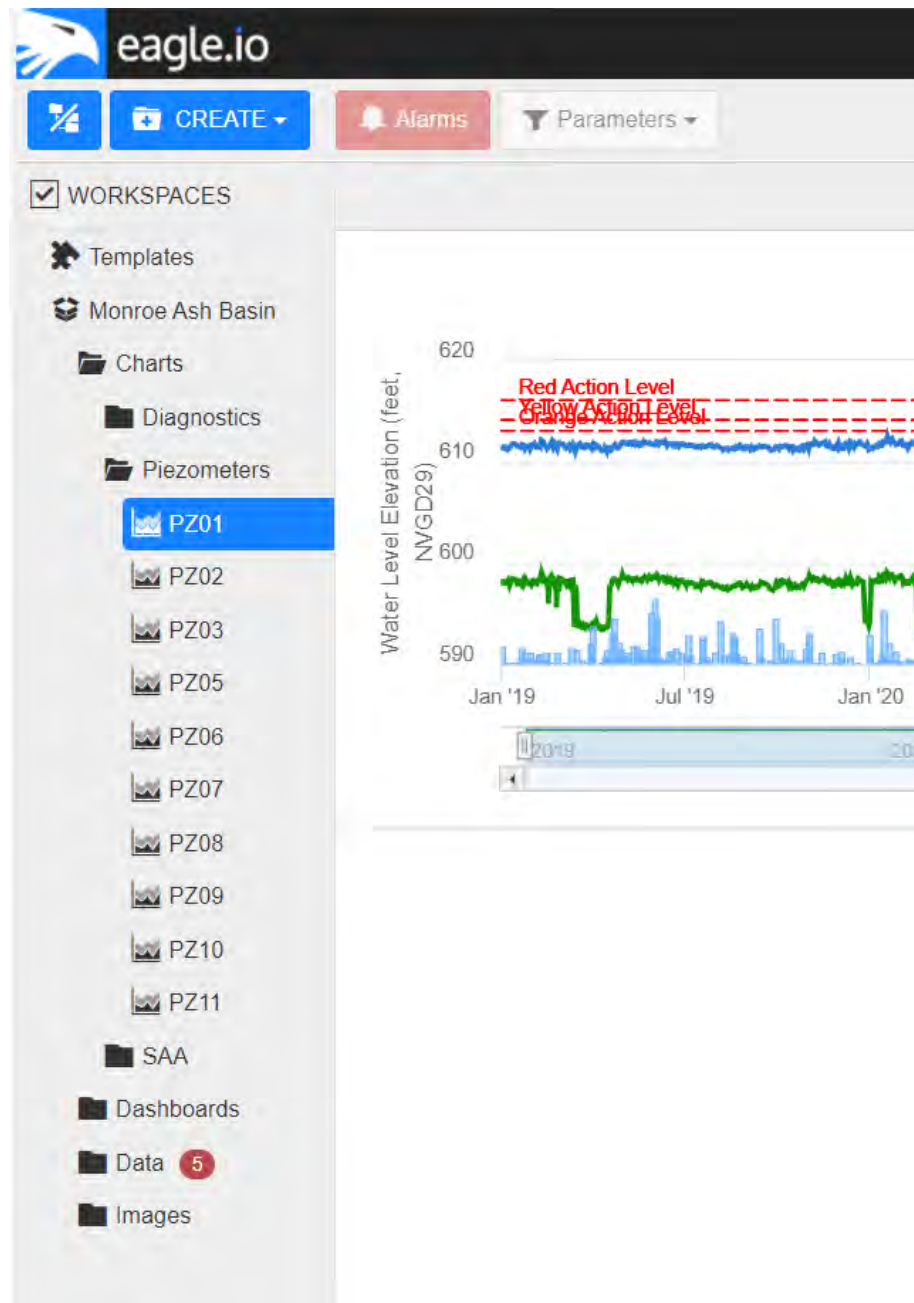 eagle.io
CREATE
Alarms
Parameters
WORKSPACES
Templates
Monroe Ash Basin
Charts
Diagnostics
Piezometers
PZ01
PZ02
PZ03
PZ05
PZ06
PZ07
PZ08
PZ09
PZ10
PZ11
SAA
Dashboards
Data 5
Images
Water Level Elevation (feet,
NVGD29)
620
610
600
590
Red Action Level
Yellow Action Level
Orange Action Level
Jan '19 Jul '19 Jan '20
2019 20